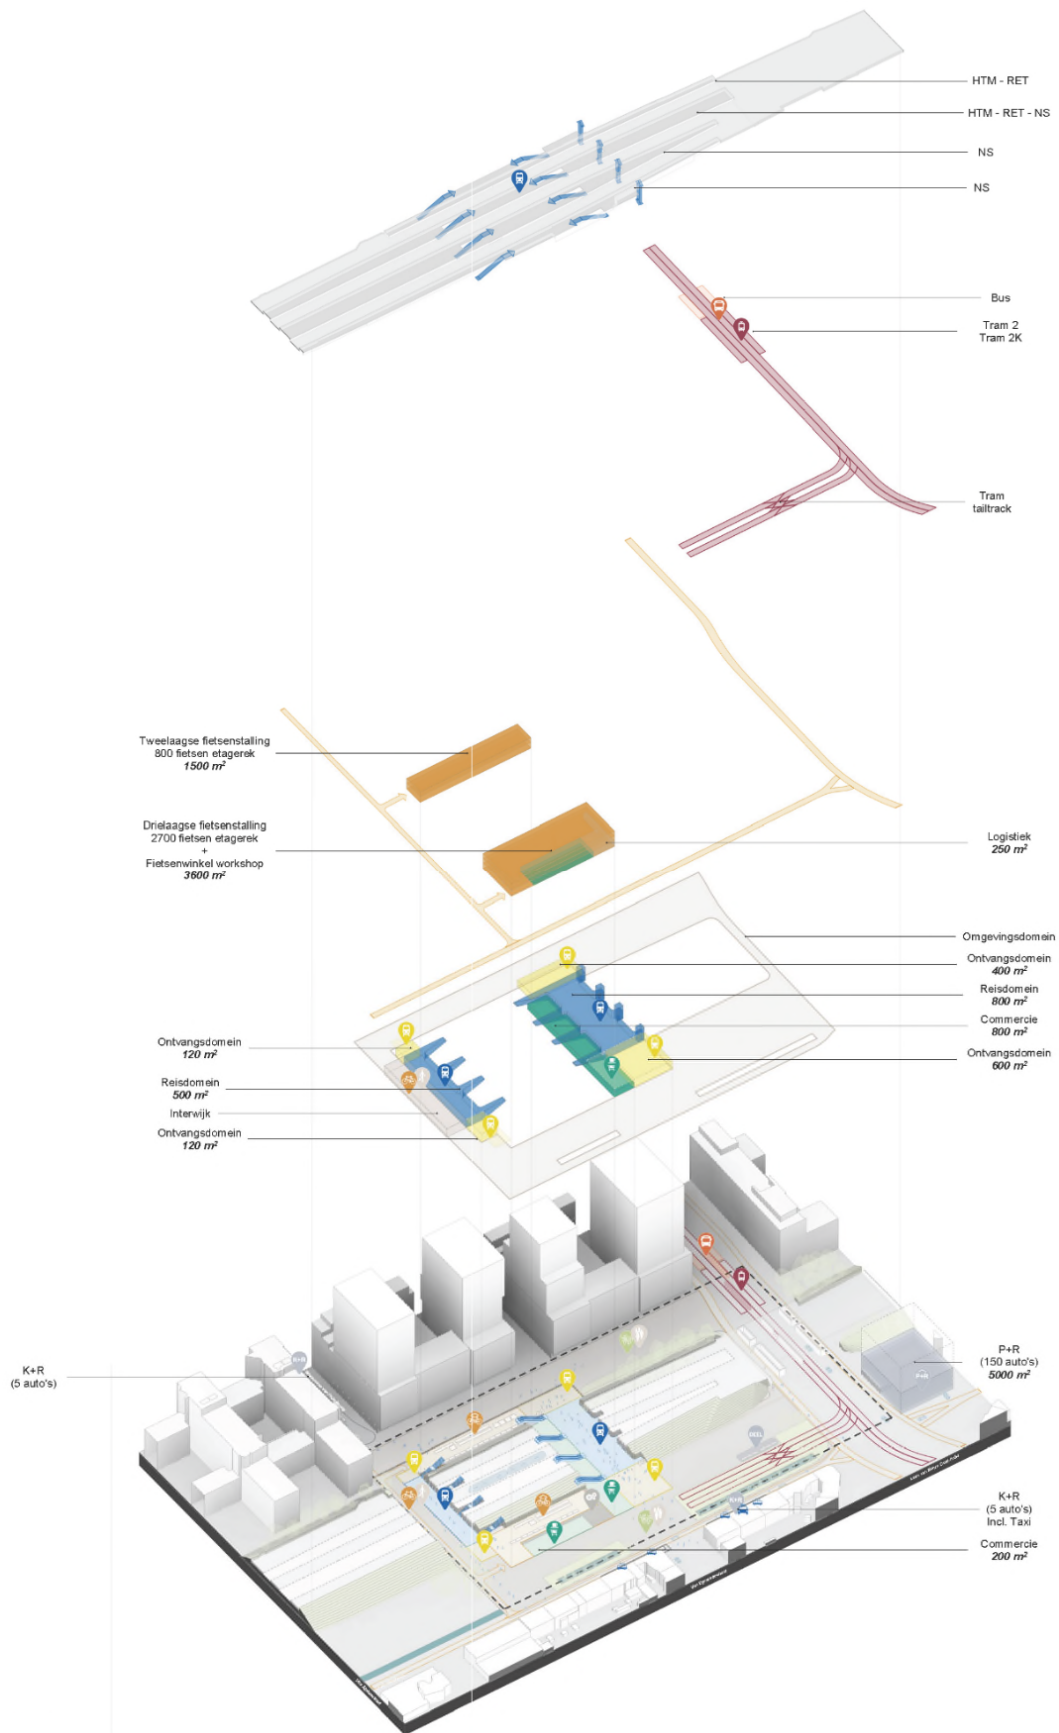 HTM - RET
HTM - RET - NS
NS
NS
Bus
Tram 2
Tram 2K
Tram
tailtrack
Tweelaagse fietsenstalling
800 fietsen etagerek
1500 m²
Drielaagse fietsenstalling
2700 fietsen etagerek
+
Fietsenwinkel workshop
3600 m²
Logistiek
250 m²
Omgevingsdomein
Ontvangsdomein
400 m²
Reisdomein
800 m²
Commercie
800 m²
Ontvangsdomein
600 m²
Ontvangsdomein
120 m²
Reisdomein
500 m²
Interwijk
Ontvangsdomein
120 m²
K+R
(5 auto's)
K+R
P+R
(150 auto's)
5000 m²
P+R
K+R
K+R
(5 auto's)
Incl. Taxi
Commercie
200 m²